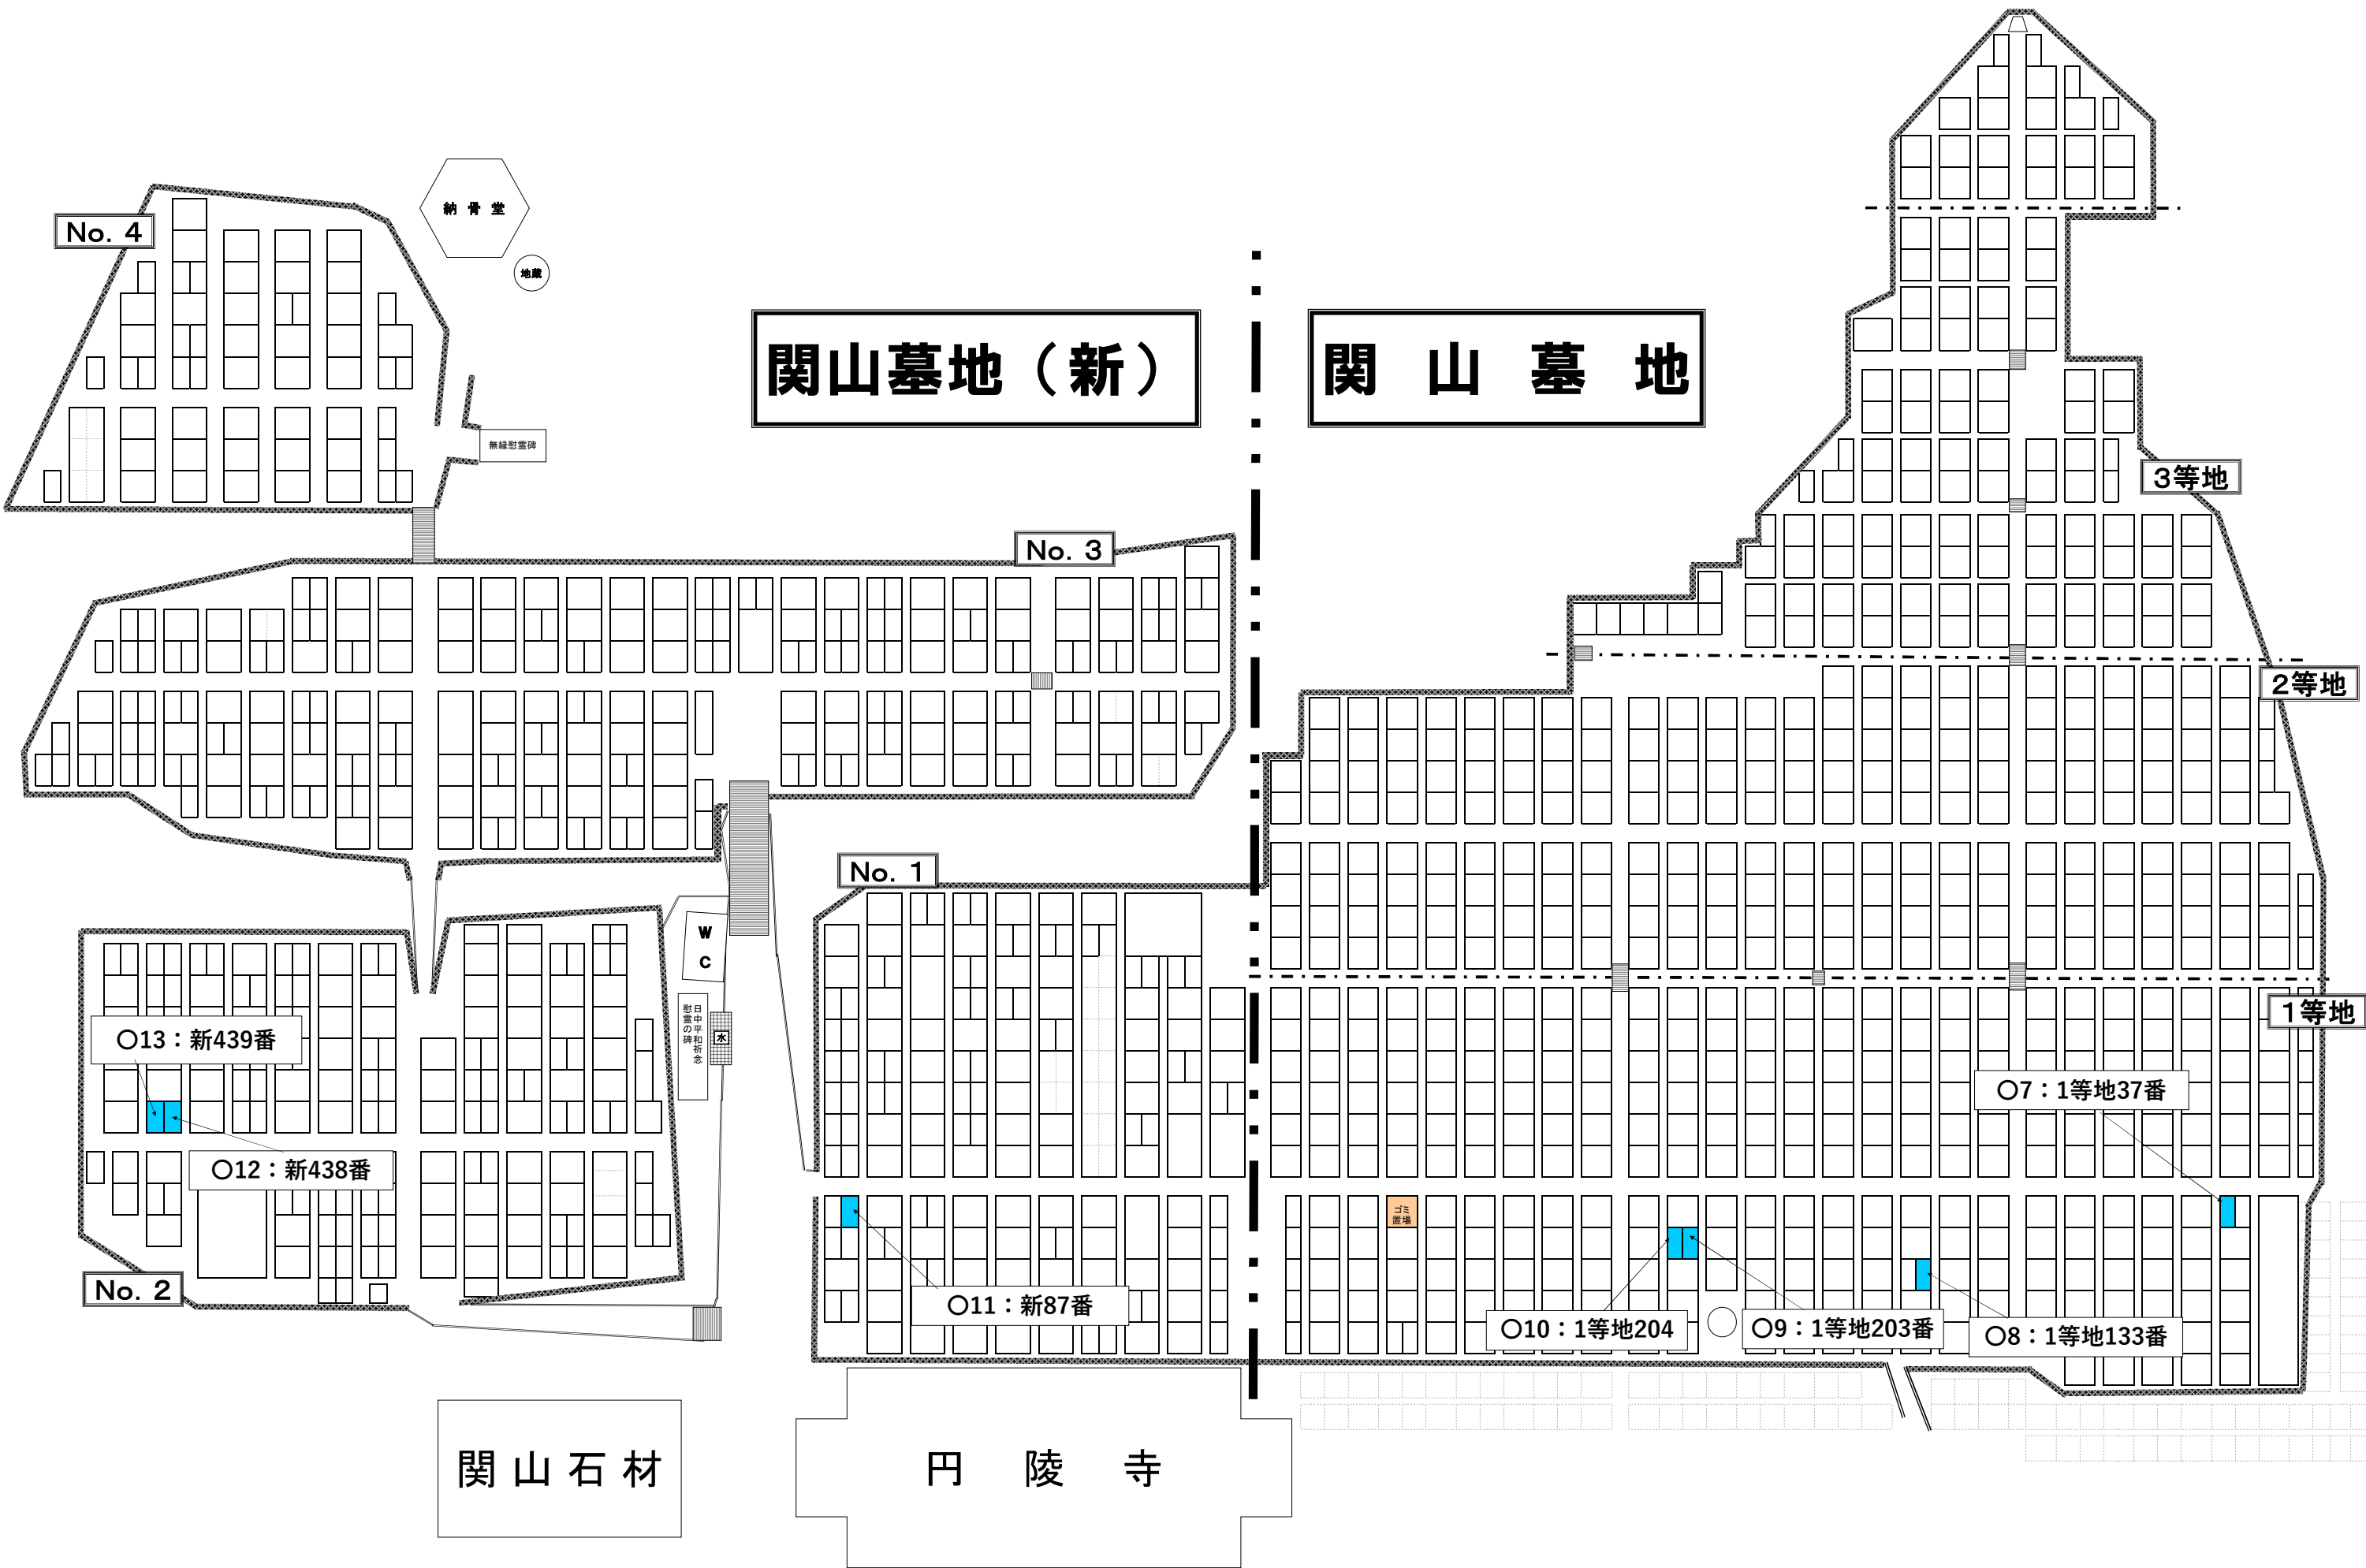 納 骨 堂
No. 4
地蔵
関山墓地（新）
関 山 墓 地
無縁慰霊碑
3等地
No. 3
2等地
No. 1
W
C
1等地
日中平和祈念
慰霊の碑
水
○13：新439番
○7：1等地37番
○12：新438番
ゴミ
置場
No. 2
○11：新87番
○10：1等地204
○9：1等地203番
○8：1等地133番
関山石材
円 陵 寺